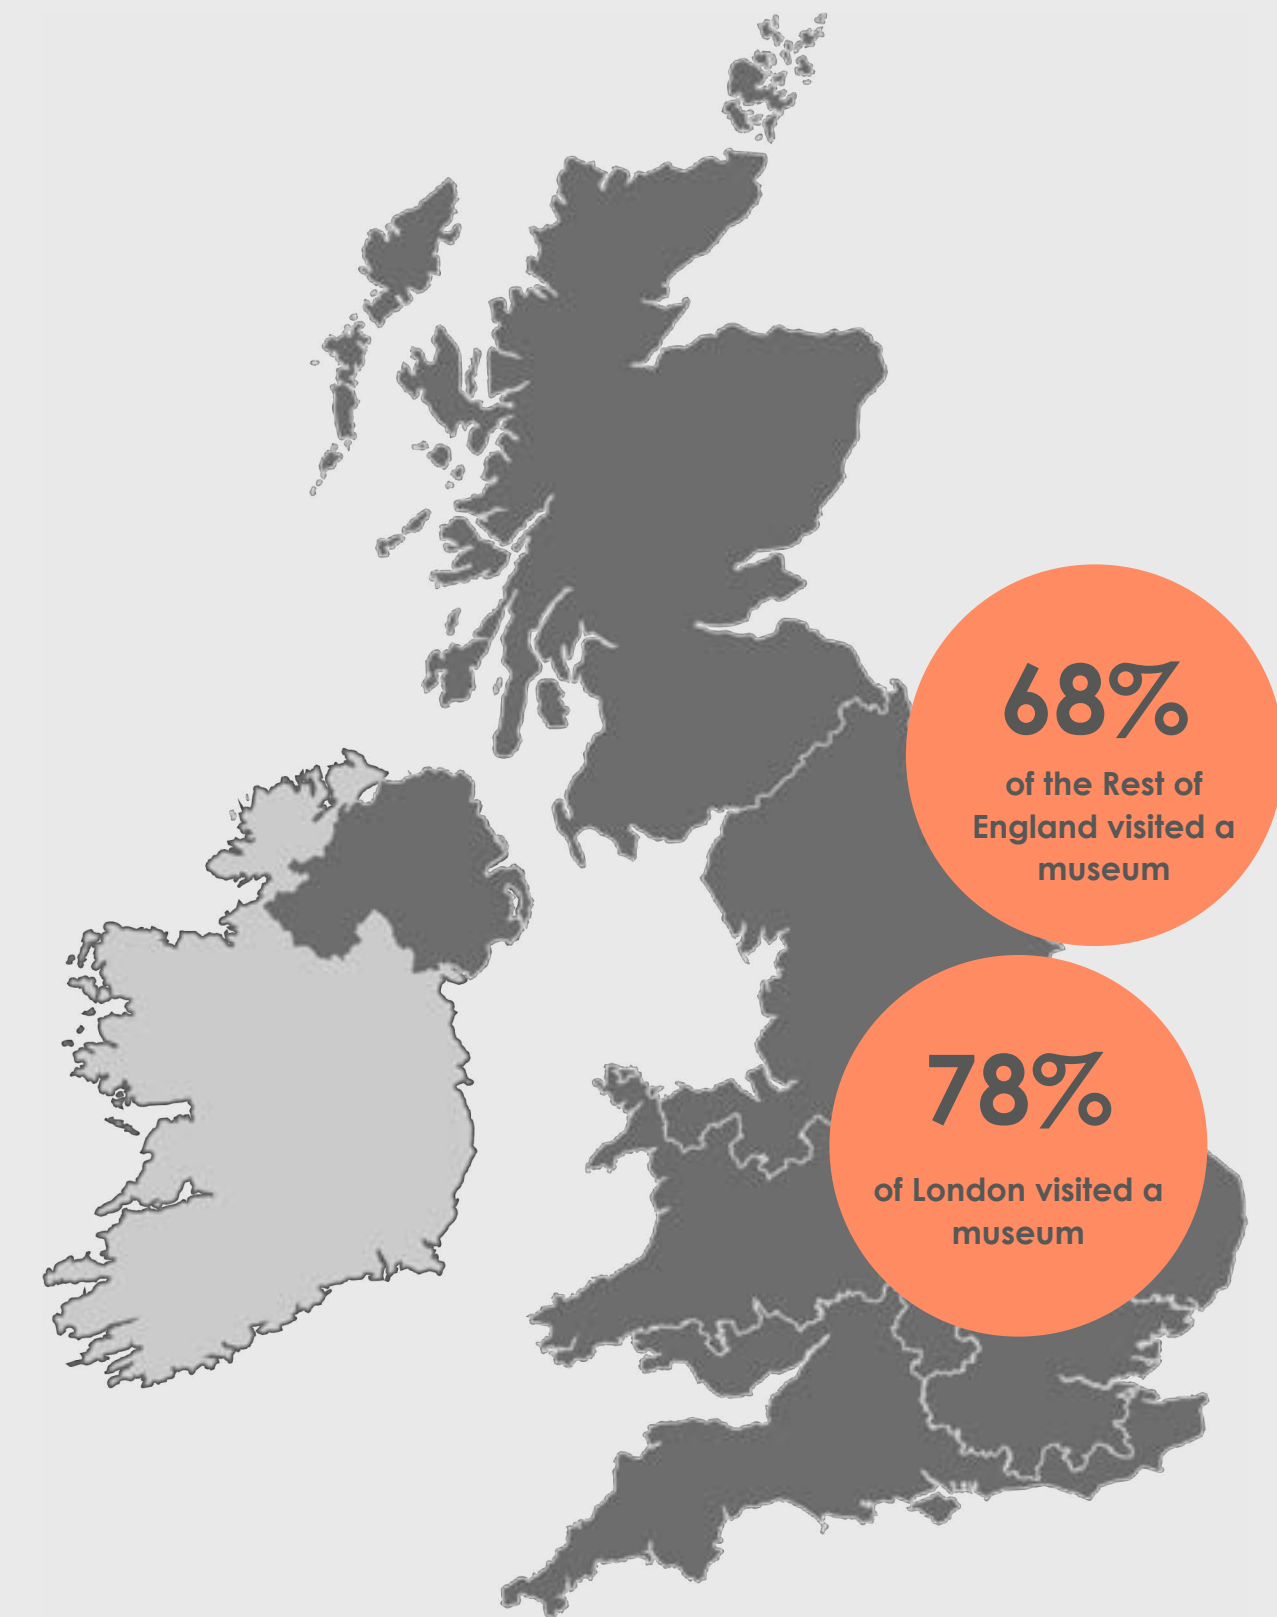 68%
of the Rest of
England visited a
museum
78%
of London visited a
museum